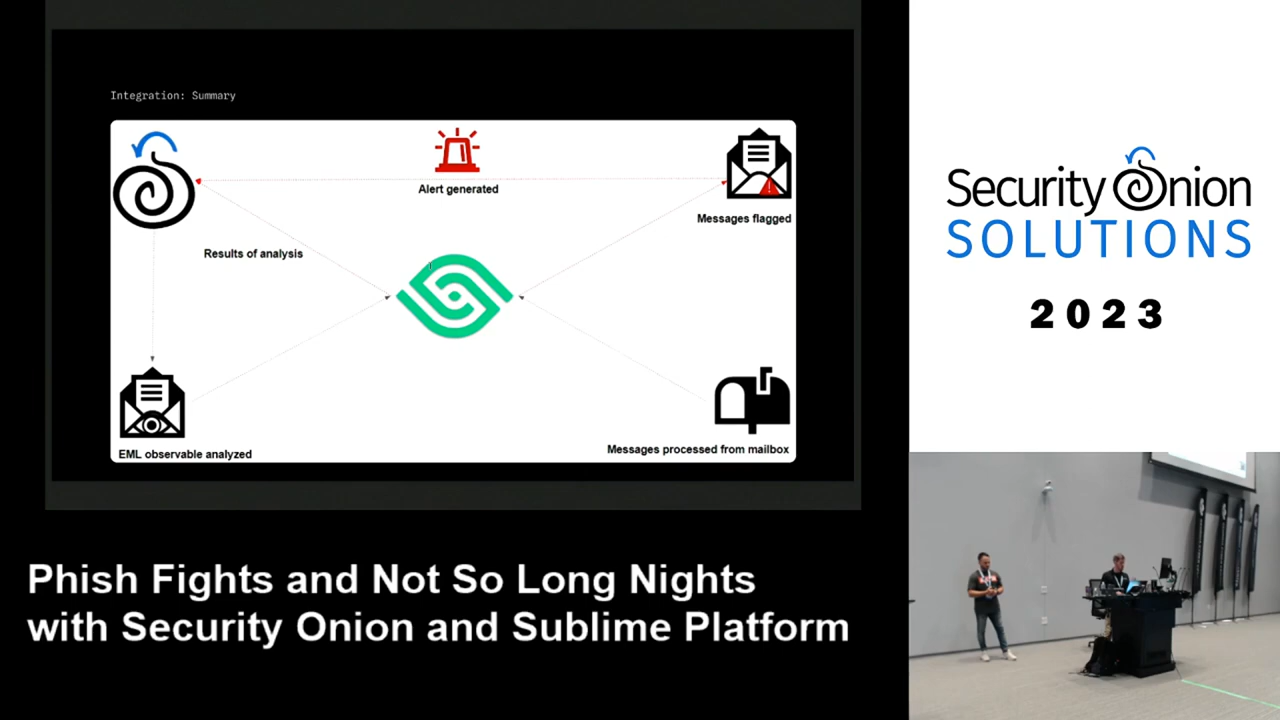 Integration: Summary
Alert generated
Messages flagged
Results of analysis
EML observable analyzed
Messages processed from mailbox
Phish Fights and Not So Long Nights
with Security Onion and Sublime Platform
Security Onion
SOLUTIONS
2023